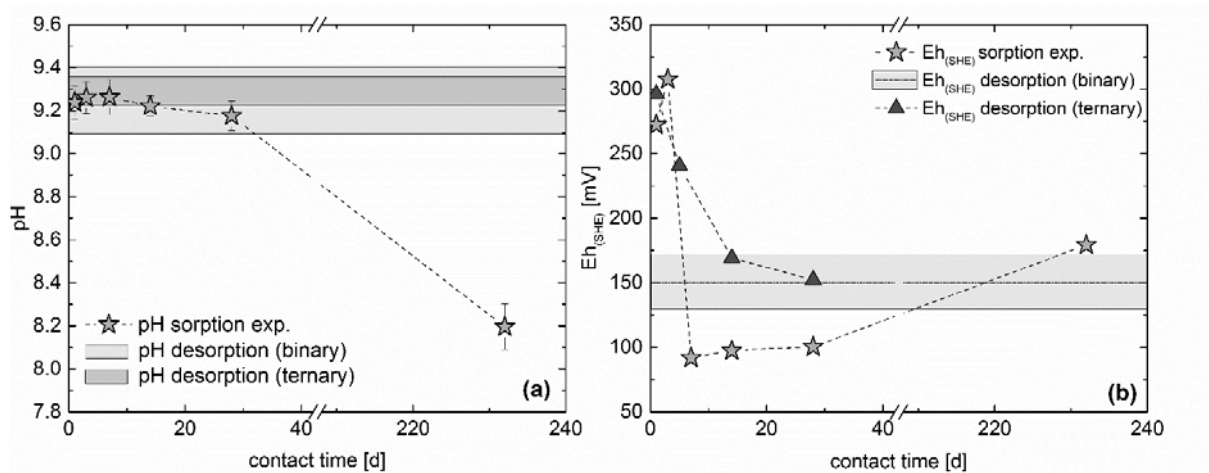 9.6
9.4
9.2
9.0
8.8
8.6
8.4
8.2
8.0
7.8
pH
pH sorption exp.
pH desorption (binary)
pH desorption (ternary)
(a)
0 20 220 240
contact time [d]
350
300
250
200
150
100
50
Eh(SHE) [mV]
Eh(SHE) sorption exp.
Eh(SHE) desorption (binary)
Eh(SHE) desorption (ternary)
(b)
0 20 220 240
contact time [d]